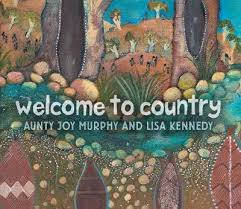 welcome to country
AUNTY JOY MURPHY AND LISA KENNEDY